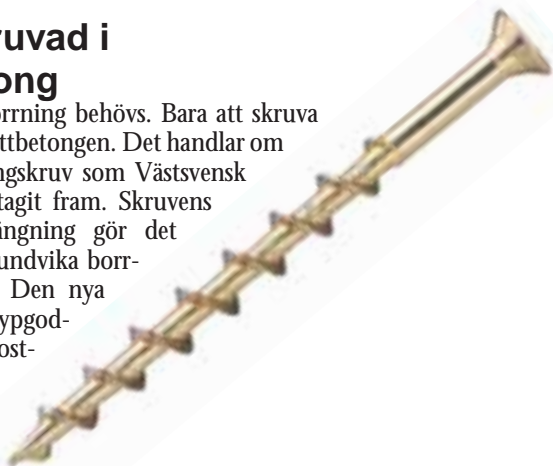 ruvad i
ong
orrning behövs. Bara att skruva
ttbetongen. Det handlar om
ngskruv som Västsvensk
tagit fram. Skruvens
ängning gör det
undvika borr-
Den nya
ypgod-
ost-